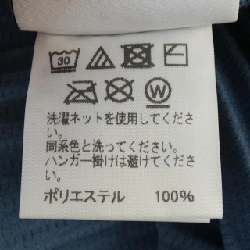 30
W
洗濯ネットを使用してくださ
い。
同系色と洗ってください。
ハンガー掛けは避けてくださ
い。
ポリエステル 100%